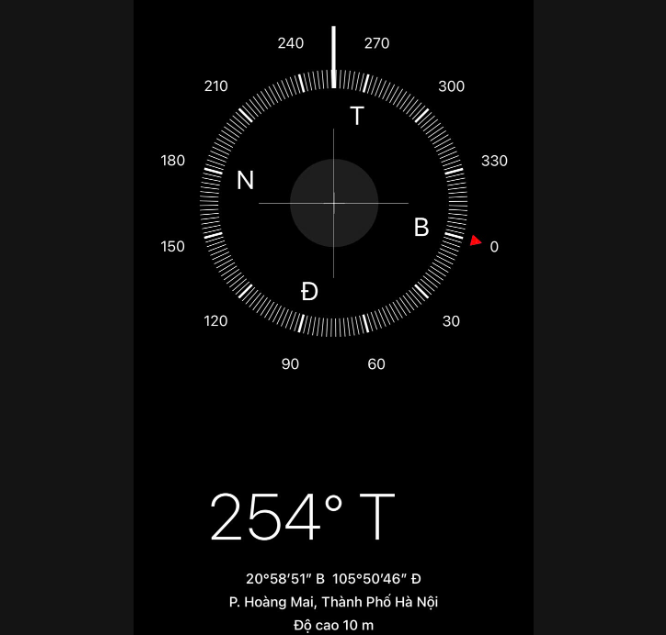 240 270
210 300
T
180 330
N
B
150 0
Đ
120 30
90 60
254° T
20°58’51” B 105°50’46” Đ
P. Hoàng Mai, Thành Phố Hà Nội
Độ cao 10 m